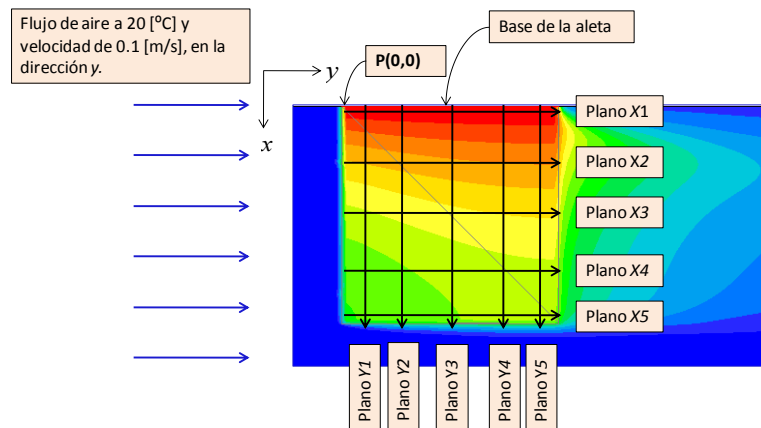 Flujo de aire a 20 [ºC] y
velocidad de 0.1 [m/s], en la
dirección y.
P(0,0)
Base de la aleta
y
x
Plano X1
Plano X2
Plano X3
Plano X4
Plano X5
Plano Y1
Plano Y2
Plano Y3
Plano Y4
Plano Y5